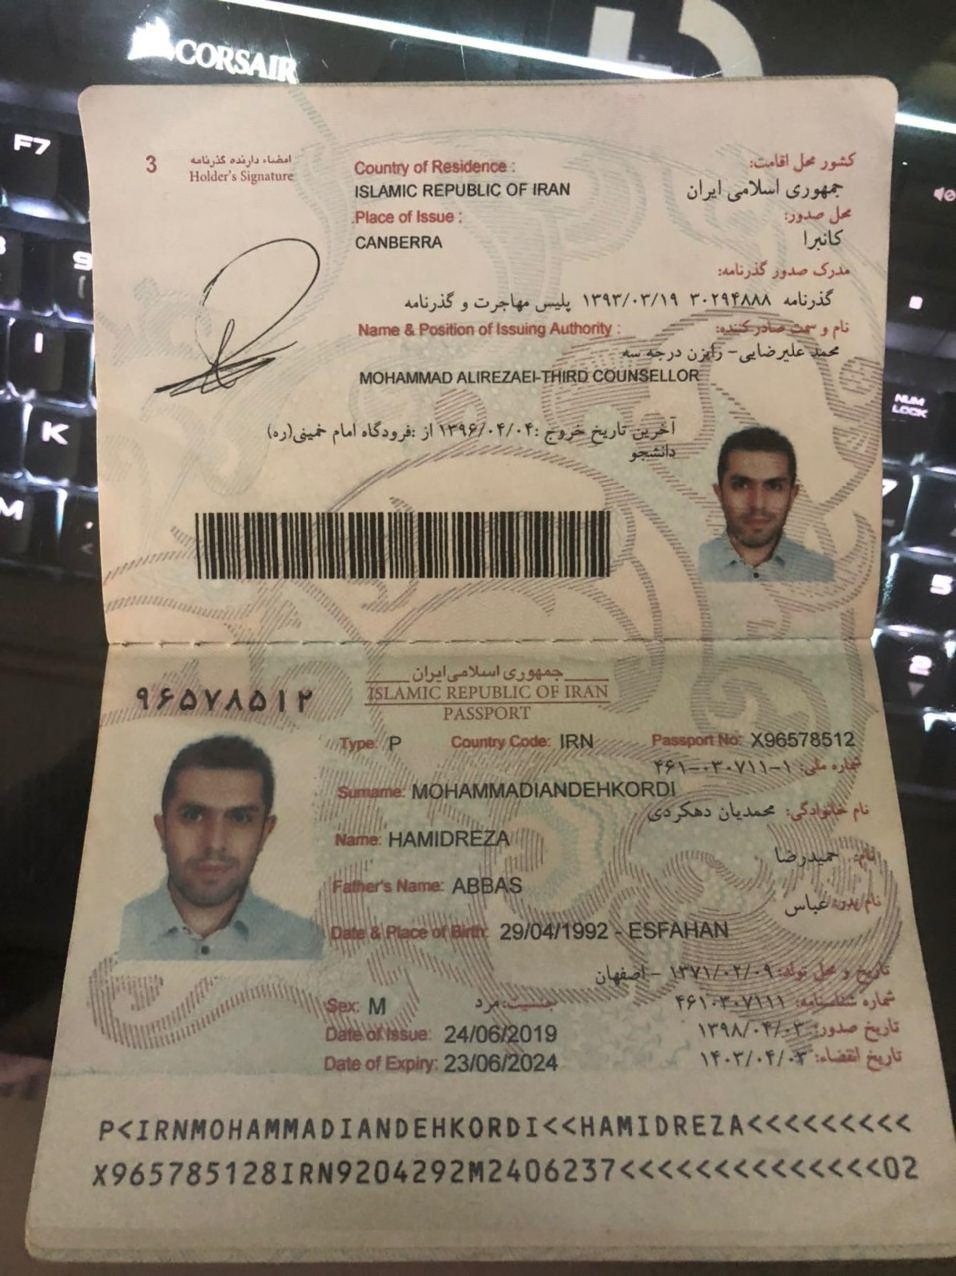 CORSAIR
F7
9
I
K
M
NUM
LOCK
7
5
2
3
امضاء دارنده گذرنامه
Holder's Signature
Country of Residence :
کشور محل اقامت:
ISLAMIC REPUBLIC OF IRAN
جمهوری اسلامی ایران
Place of Issue :
محل صدور:
CANBERRA
کانبرا
مدرک صدور گذرنامه:
گذرنامه ۳۰۲۹۴۸۸۸ ۱۳۹۳/۰۳/۱۹ پلیس مهاجرت و گذرنامه
Name & Position of Issuing Authority :
نام و سمت صادرکننده:
محمد علیرضایی- رایزن درجه سه
MOHAMMAD ALIREZAEI-THIRD COUNSELLOR
آخرین تاریخ خروج :۱۳۹۶/۰۴/۰۴ از :فرودگاه امام خمینی(ره)
دانشجو
جمهوری اسلامی ایران
ISLAMIC REPUBLIC OF IRAN
PASSPORT
۹۶۵۷۸۵۱۲
Type: P Country Code: IRN Passport No: X96578512
شماره ملی: ۴۶۱-۰۳۰۷۱۱-۱
Surname: MOHAMMADIANDEHKORDI
نام خانوادگی: محمدیان دهکردی
Name: HAMIDREZA
نام: حمیدرضا
Father's Name: ABBAS
نام پدر: عباس
Date & Place of Birth: 29/04/1992 - ESFAHAN
تاریخ و محل تولد: ۱۳۷۱/۰۲/۰۹ - اصفهان
Sex: M
جنسیت: مرد
شماره شناسنامه: ۴۶۱۰۳۰۷۱۱۱
Date of Issue: 24/06/2019
تاریخ صدور: ۱۳۹۸/۰۴/۰۳
Date of Expiry: 23/06/2024
تاریخ انقضاء: ۱۴۰۳/۰۴/۰۳
P<IRNMOHAMMADIANDEHKORDI<<HAMIDREZA<<<<<<<<<
X965785128IRN9204292M2406237<<<<<<<<<<<<<<02